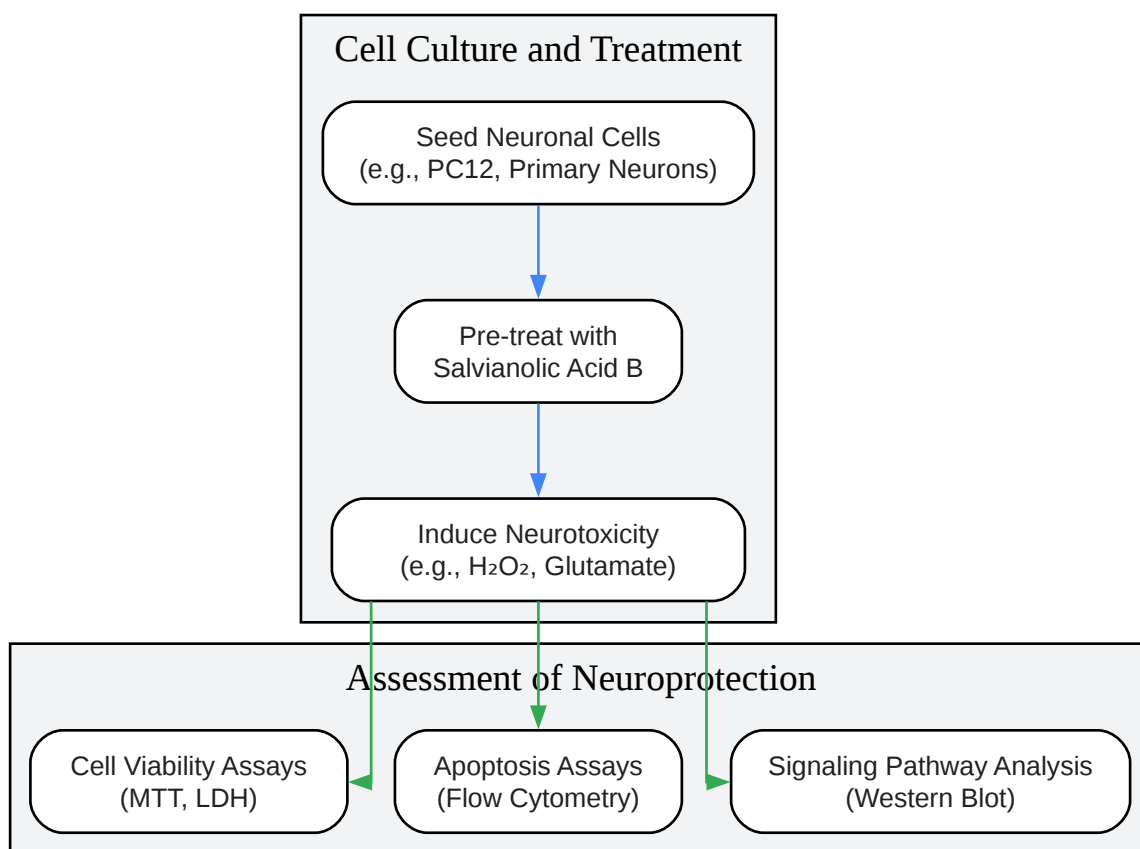 Cell Culture and Treatment
Seed Neuronal Cells
(e.g., PC12, Primary Neurons)
Pre-treat with
Salvianolic Acid B
Induce Neurotoxicity
(e.g., H₂O₂, Glutamate)
Assessment of Neuroprotection
Cell Viability Assays
(MTT, LDH)
Apoptosis Assays
(Flow Cytometry)
Signaling Pathway Analysis
(Western Blot)